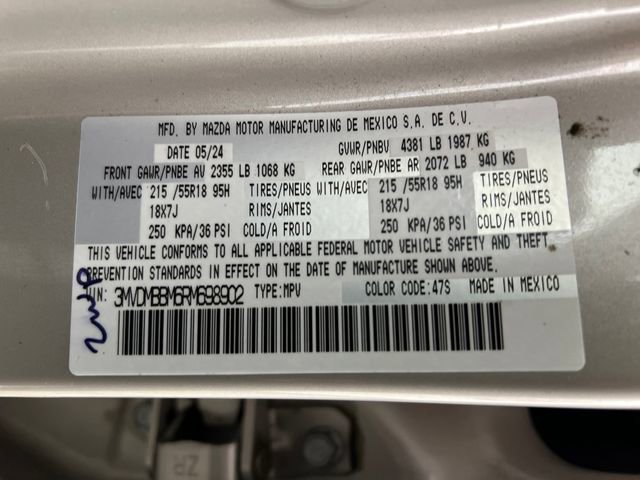 MFD. BY MAZDA MOTOR MANUFACTURING DE MEXICO S.A. DE C.V.
DATE 05/24 GVWR/PNBV 4381 LB 1987 KG
FRONT GAWR/PNBE AV 2355 LB 1068 KG REAR GAWR/PNBE AR 2072 LB 940 KG
WITH/AVEC 215 /55R18 95H TIRES/PNEUS WITH/AVEC 215 /55R18 95H TIRES/PNEUS
18X7J RIMS/JANTES 18X7J RIMS/JANTES
250 KPA/36 PSI COLD/A FROID 250 KPA/36 PSI COLD/A FROID
THIS VEHICLE CONFORMS TO ALL APPLICABLE FEDERAL MOTOR VEHICLE SAFETY AND THEFT
PREVENTION STANDARDS IN EFFECT ON THE DATE OF MANUFACTURE SHOWN ABOVE.
VIN: 3MVDMBBM6RM698902 TYPE:MPV COLOR CODE:47S MADE IN MEXICO
ZR